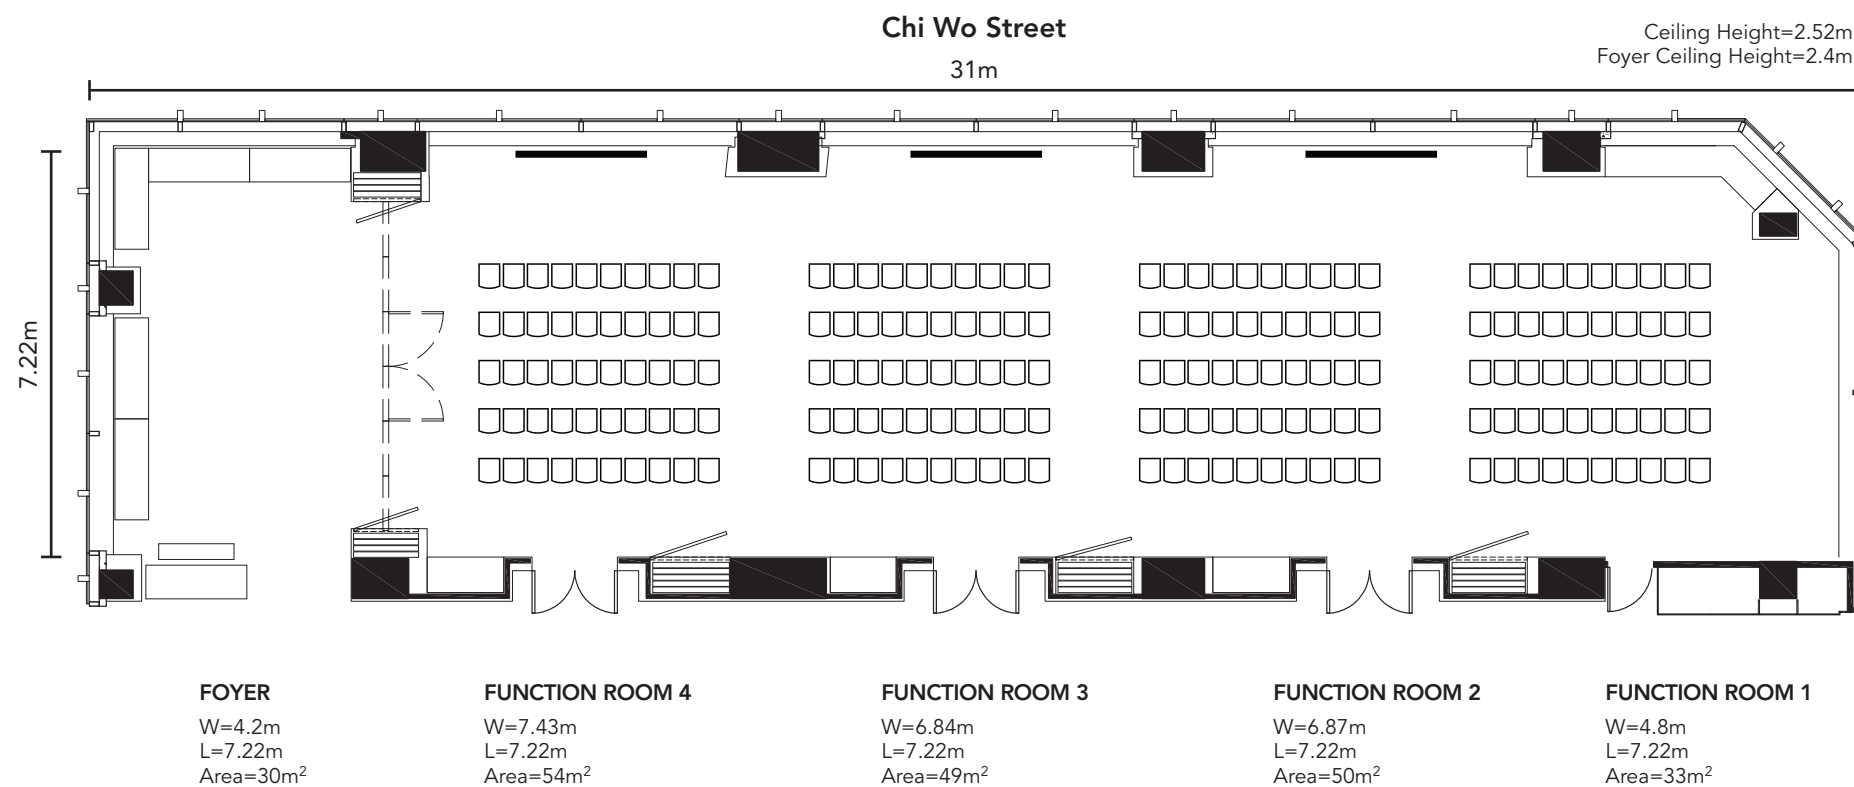 Chi Wo Street
31m
Ceiling Height=2.52m
Foyer Ceiling Height=2.4m
7.22m
FOYER
W=4.2m
L=7.22m
Area=30m²
FUNCTION ROOM 4
W=7.43m
L=7.22m
Area=54m²
FUNCTION ROOM 3
W=6.84m
L=7.22m
Area=49m²
FUNCTION ROOM 2
W=6.87m
L=7.22m
Area=50m²
FUNCTION ROOM 1
W=4.8m
L=7.22m
Area=33m²